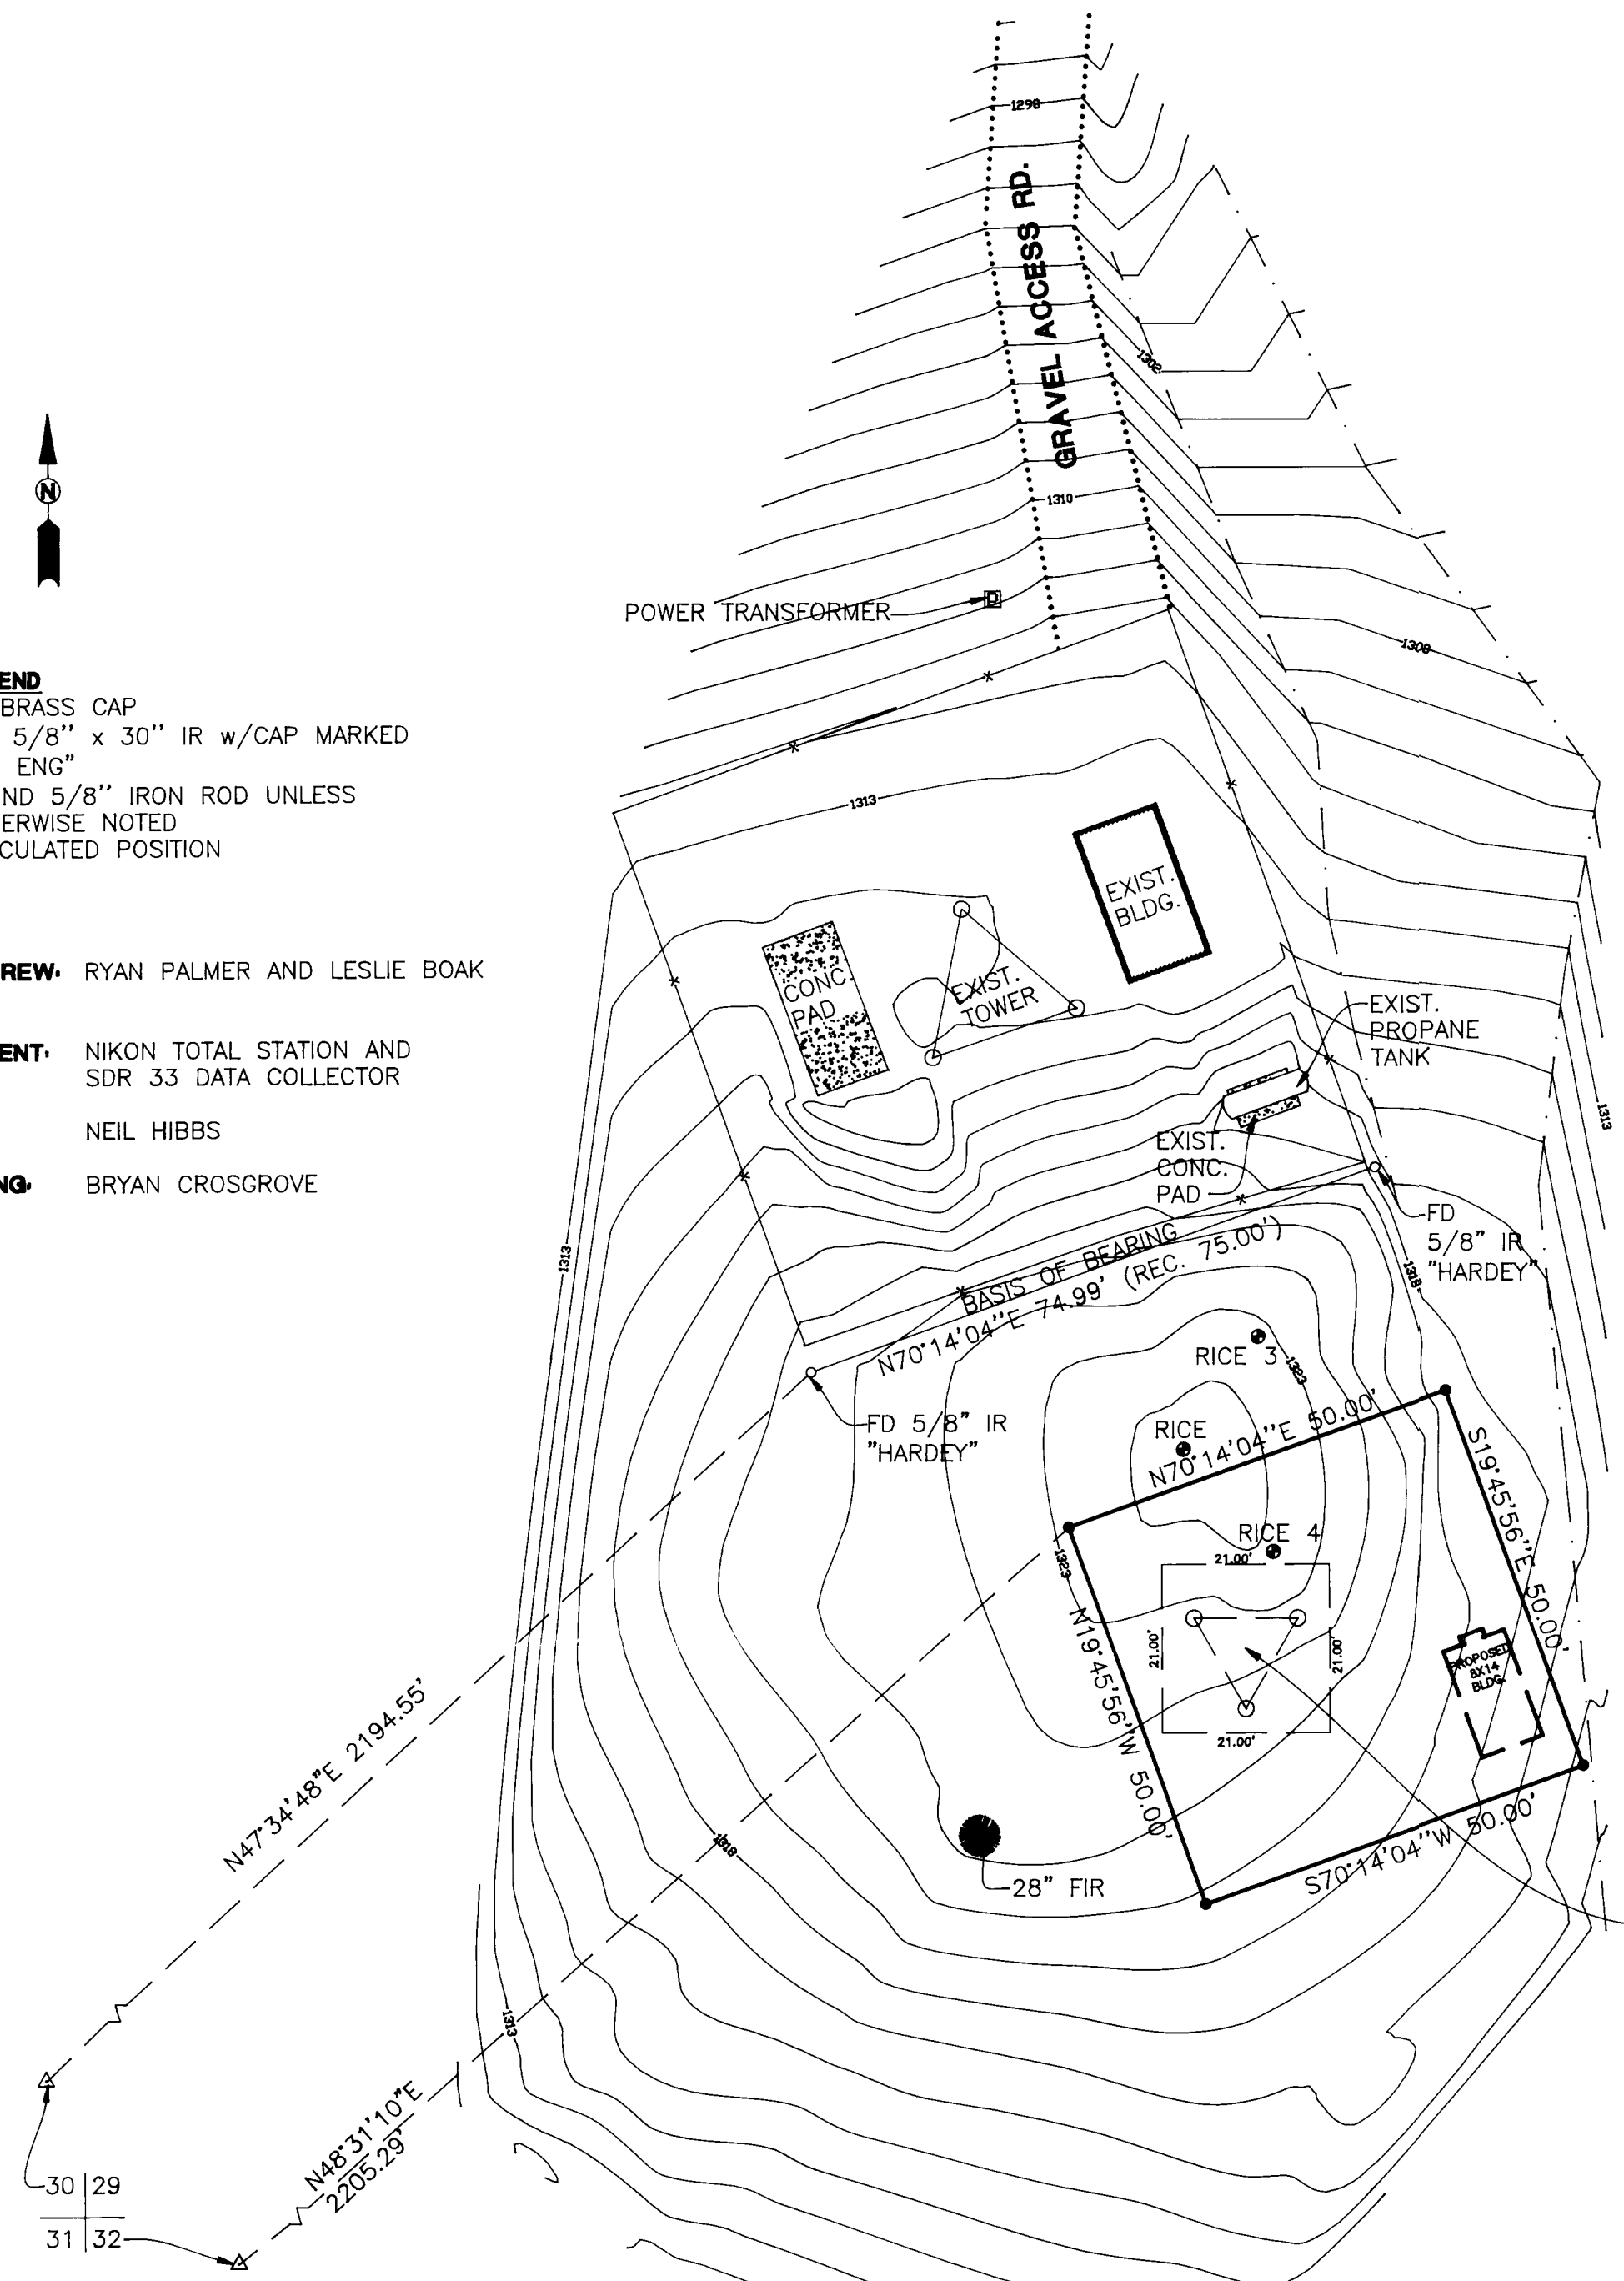 1298
GRAVEL ACCESS RD.
1302
1310
N
POWER TRANSFORMER
1308
END
BRASS CAP
5/8" x 30" IR w/CAP MARKED
ENG"
ND 5/8" IRON ROD UNLESS
ERWISE NOTED
CULATED POSITION
1313
EXIST.
BLDG.
REW: RYAN PALMER AND LESLIE BOAK
CONC.
PAD
EXIST.
TOWER
EXIST.
PROPANE
TANK
ENT: NIKON TOTAL STATION AND
SDR 33 DATA COLLECTOR
1313
NEIL HIBBS
EXIST.
CONC.
PAD
NG: BRYAN CROSGROVE
FD
5/8" IR
"HARDEY"
1313
BASIS OF BEARING
N70°14'04"E 74.99' (REC. 75.00')
1318
RICE 3
1323
FD 5/8" IR
"HARDEY"
RICE
N70°14'04"E 50.00'
S19°45'56"E 50.00'
RICE 4
1323
21.00'
21.00'
21.00'
21.00'
N19°45'56"W 50.00'
PROPOSED
8X14
BLDG.
N47°34'48"E 2194.55'
1318
28" FIR
S70°14'04"W 50.00'
1313
N48°31'10"E
2205.29'
30 29
31 32